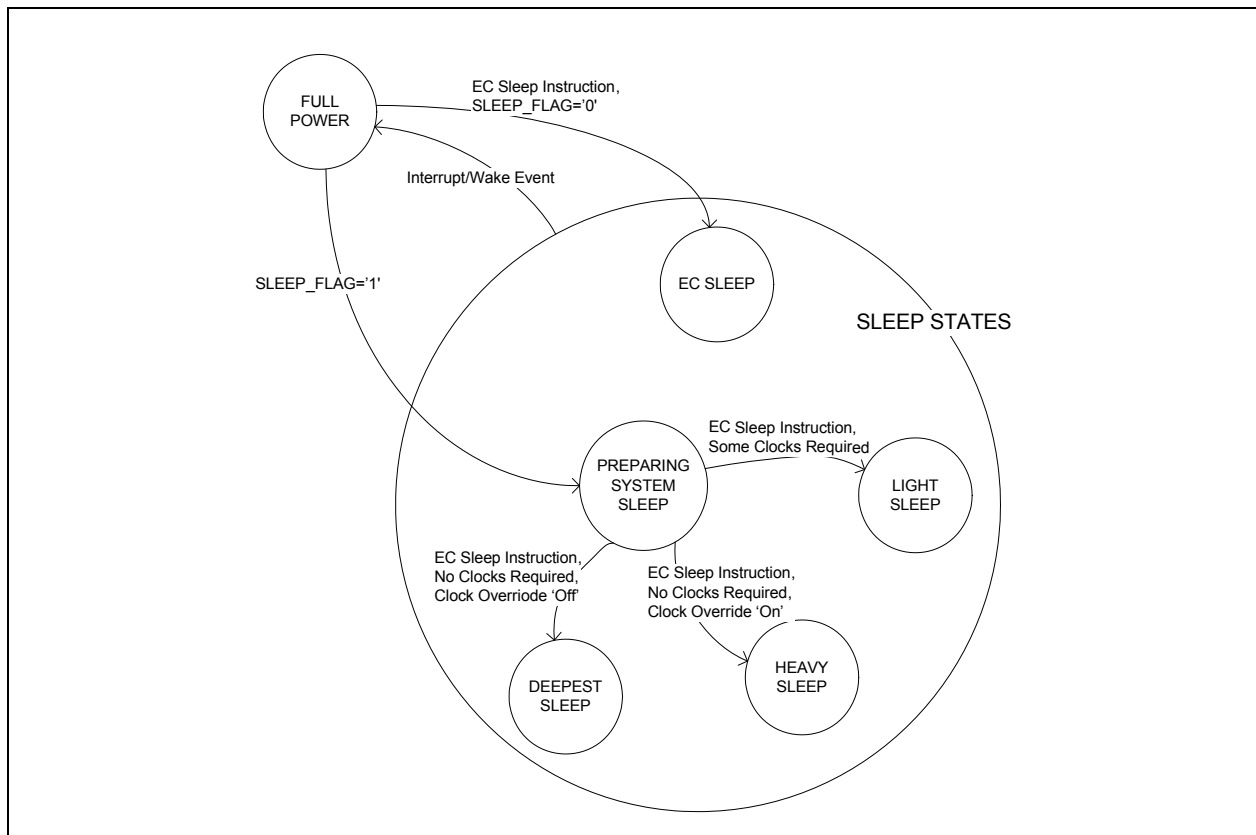 FULL
POWER
EC Sleep Instruction,
SLEEP_FLAG='0'
Interrupt/Wake Event
SLEEP_FLAG=’1'
EC SLEEP
SLEEP STATES
PREPARING
SYSTEM
SLEEP
EC Sleep Instruction,
Some Clocks Required
LIGHT
SLEEP
EC Sleep Instruction,
No Clocks Required,
Clock Overriode ‘Off’
EC Sleep Instruction,
No Clocks Required,
Clock Override ‘On’
DEEPEST
SLEEP
HEAVY
SLEEP